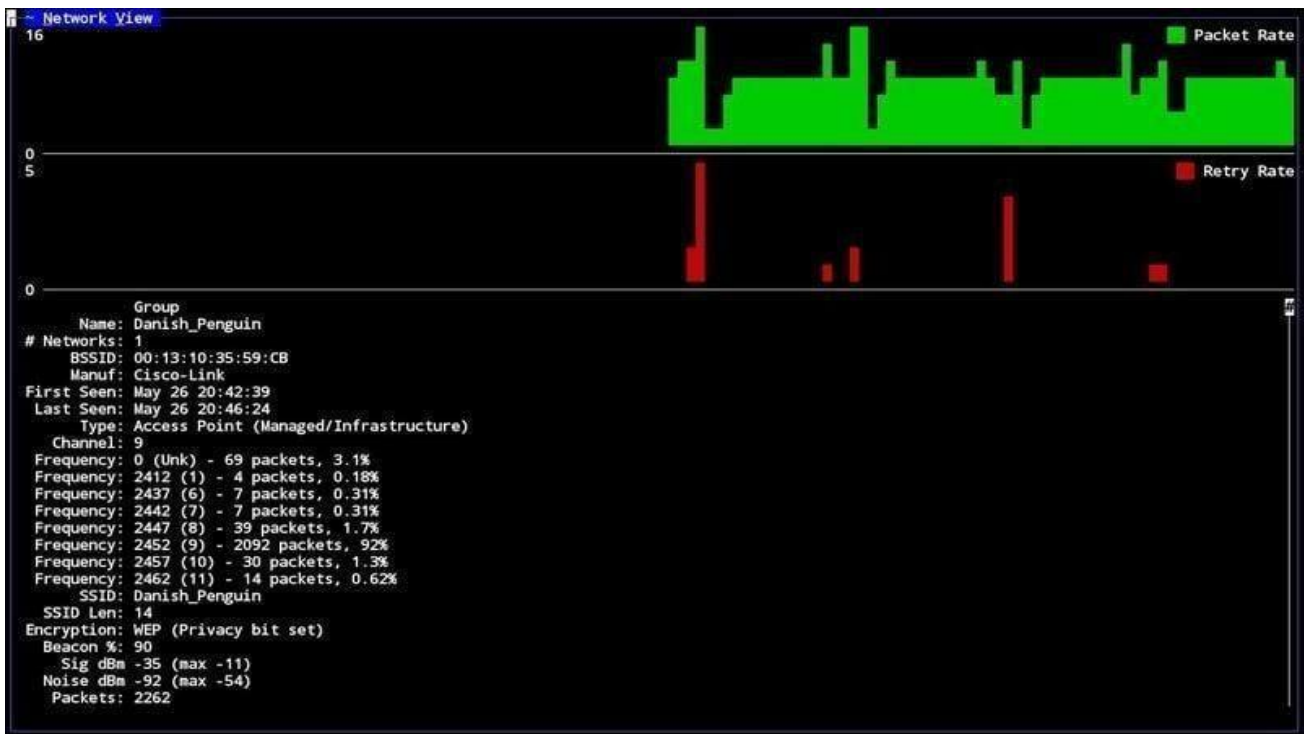 ~ Network View
16
Packet Rate
0
5
Retry Rate
0
Group
Name: Danish_Penguin
# Networks: 1
BSSID: 00:13:10:35:59:CB
Manuf: Cisco-Link
First Seen: May 26 20:42:39
Last Seen: May 26 20:46:24
Type: Access Point (Managed/Infrastructure)
Channel: 9
Frequency: 0 (Unk) - 69 packets, 3.1%
Frequency: 2412 (1) - 4 packets, 0.18%
Frequency: 2437 (6) - 7 packets, 0.31%
Frequency: 2442 (7) - 7 packets, 0.31%
Frequency: 2447 (8) - 39 packets, 1.7%
Frequency: 2452 (9) - 2092 packets, 92%
Frequency: 2457 (10) - 30 packets, 1.3%
Frequency: 2462 (11) - 14 packets, 0.62%
SSID: Danish_Penguin
SSID Len: 14
Encryption: WEP (Privacy bit set)
Beacon %: 90
Sig dBm -35 (max -11)
Noise dBm -92 (max -54)
Packets: 2262